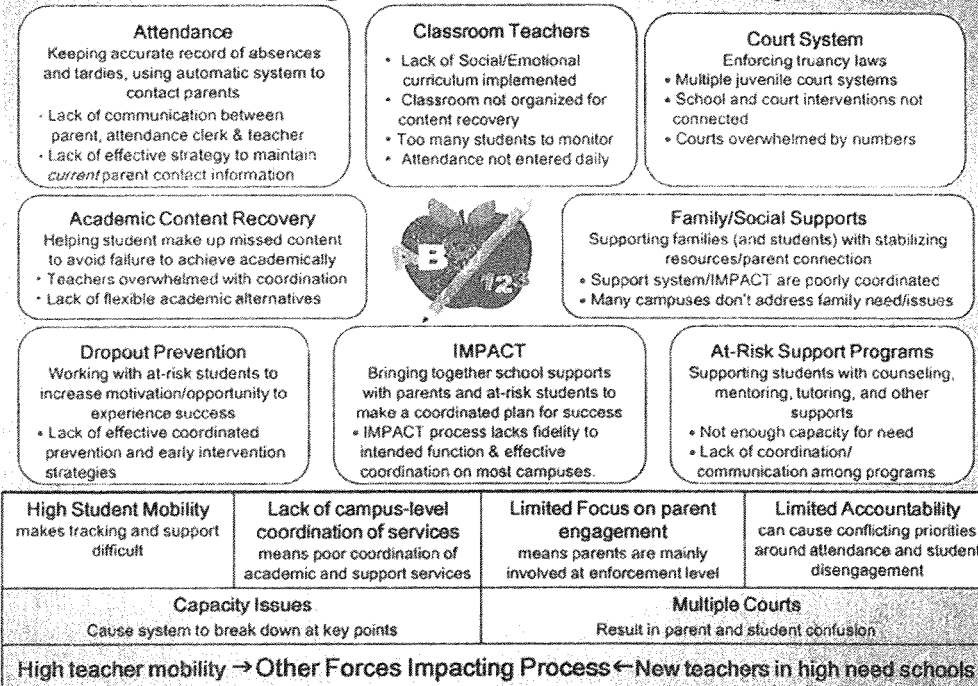 Attendance
Keeping accurate record of absences
and tardies, using automatic system to
contact parents
- Lack of communication between
parent, attendance clerk & teacher
- Lack of effective strategy to maintain
current parent contact information
Classroom Teachers
• Lack of Social/Emotional
curriculum implemented
• Classroom not organized for
content recovery
• Too many students to monitor
• Attendance not entered daily
Court System
Enforcing truancy laws
• Multiple juvenile court systems
• School and court interventions not
connected
• Courts overwhelmed by numbers
Academic Content Recovery
Helping student make up missed content
to avoid failure to achieve academically
• Teachers overwhelmed with coordination
• Lack of flexible academic alternatives
A B
123
Family/Social Supports
Supporting families (and students) with stabilizing
resources/parent connection
• Support system/IMPACT are poorly coordinated
• Many campuses don't address family need/issues
Dropout Prevention
Working with at-risk students to
increase motivation/opportunity to
experience success
• Lack of effective coordinated
prevention and early intervention
strategies
IMPACT
Bringing together school supports
with parents and at-risk students to
make a coordinated plan for success
• IMPACT process lacks fidelity to
intended function & effective
coordination on most campuses.
At-Risk Support Programs
Supporting students with counseling,
mentoring, tutoring, and other
supports
• Not enough capacity for need
• Lack of coordination/
communication among programs
High Student Mobility
makes tracking and support
difficult
Lack of campus-level
coordination of services
means poor coordination of
academic and support services
Limited Focus on parent
engagement
means parents are mainly
involved at enforcement level
Limited Accountability
can cause conflicting priorities
around attendance and student
disengagement
Capacity Issues
Cause system to break down at key points
Multiple Courts
Result in parent and student confusion
High teacher mobility → Other Forces Impacting Process ← New teachers in high need schools